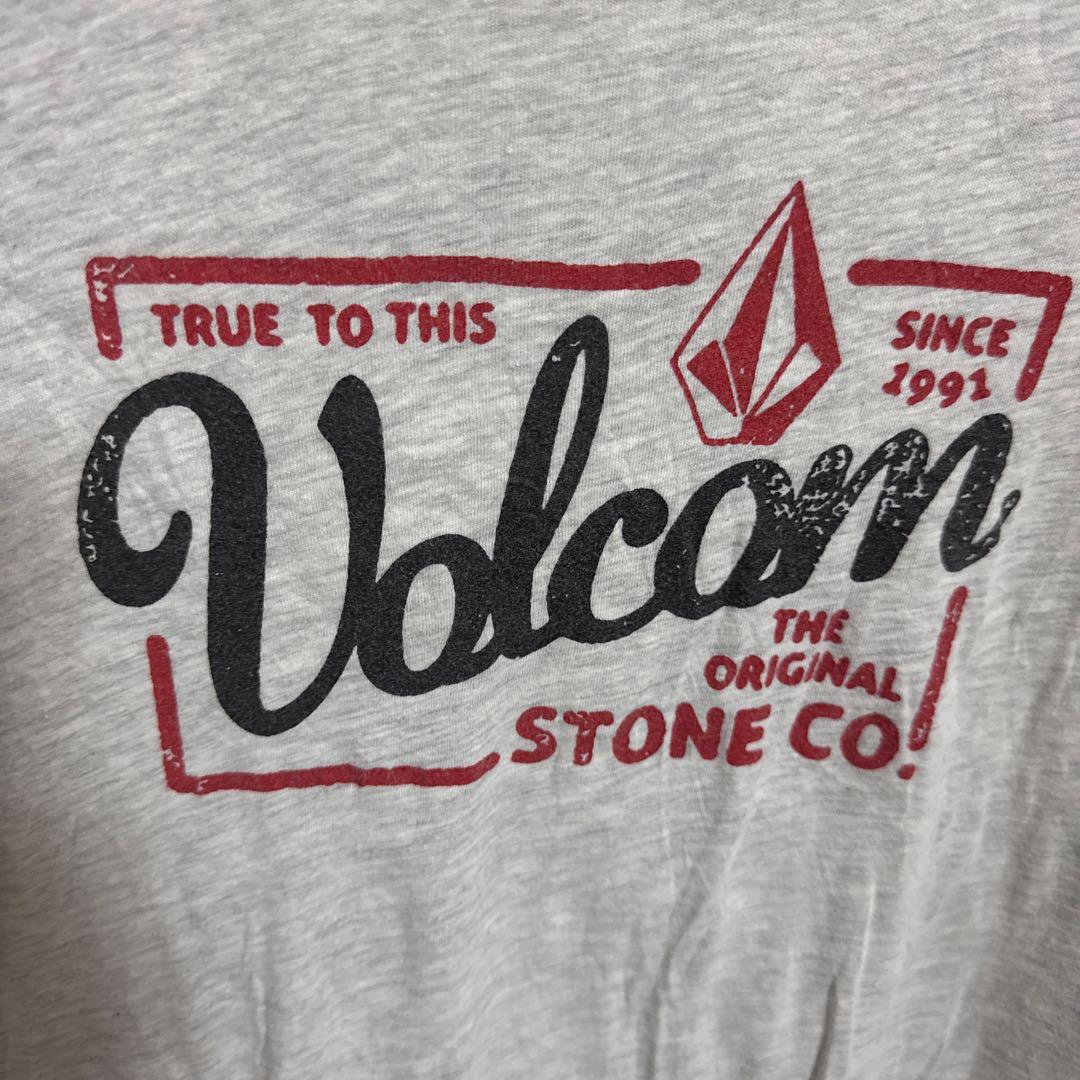 TRUE TO THIS
SINCE
1991
Volcom
THE
ORIGINAL
STONE CO.